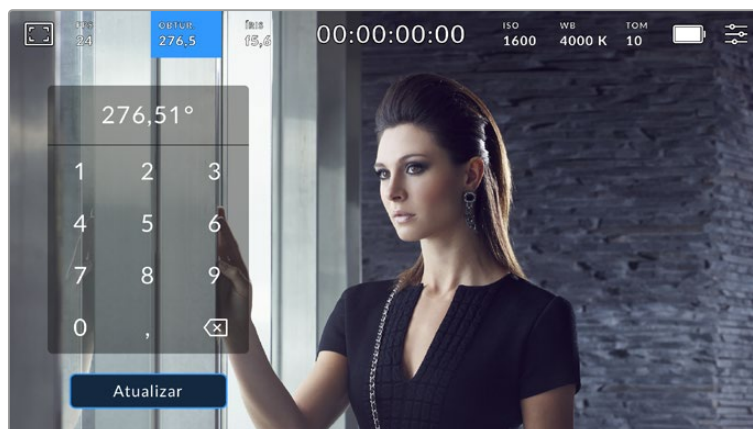 FPS OBTUR. ÍRIS ISO WB TOM
24 276,5 f5,6 00:00:00:00 1600 4000 K 10
276,51°
1 2 3
4 5 6
7 8 9
0 ,
Atualizar